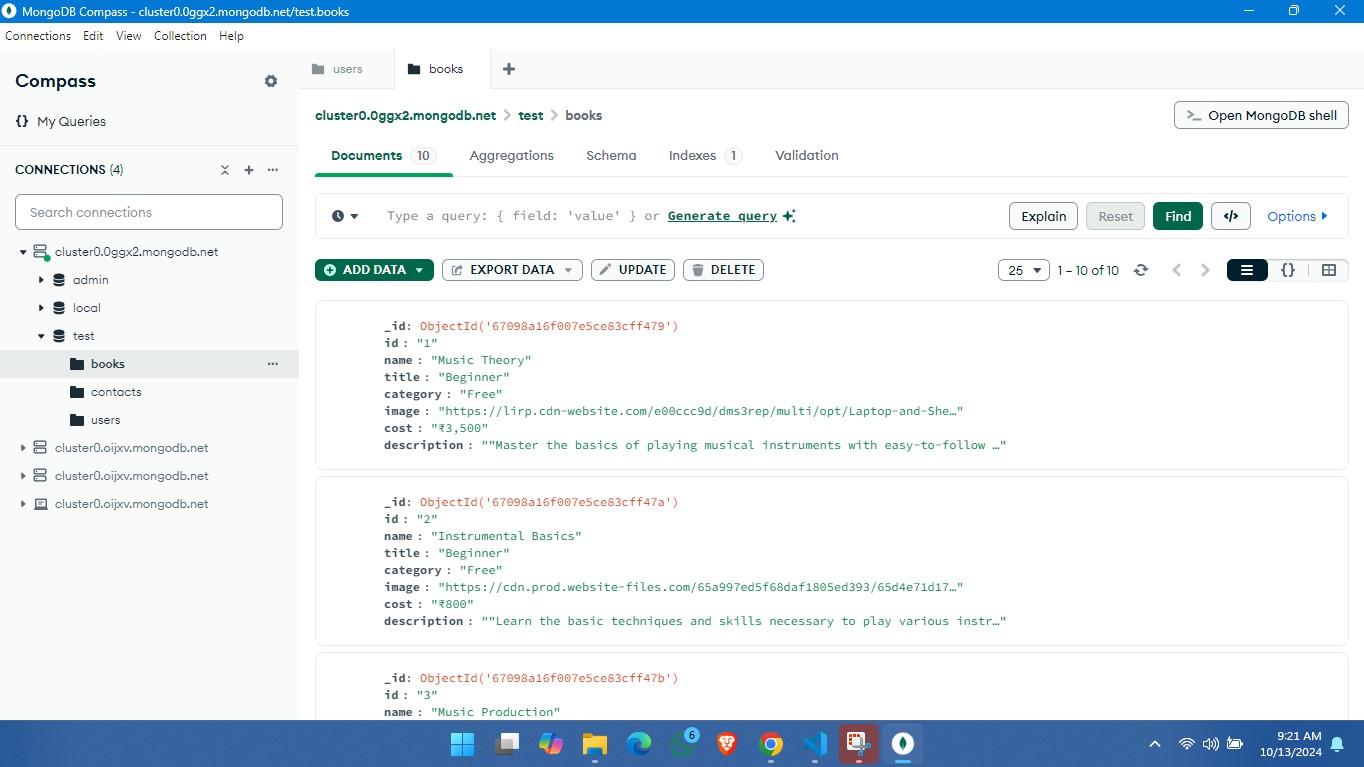 MongoDB Compass - cluster0.0ggx2.mongodb.net/test.books
Connections Edit View Collection Help
Compass
users
books
{} My Queries
cluster0.0ggx2.mongodb.net > test > books
>_ Open MongoDB shell
Documents 10 Aggregations Schema Indexes 1 Validation
CONNECTIONS (4)
Search connections
Type a query: { field: 'value' } or Generate query
Explain Reset Find </> Options
cluster0.0ggx2.mongodb.net
admin
local
test
books
contacts
users
cluster0.oijxv.mongodb.net
cluster0.oijxv.mongodb.net
cluster0.oijxv.mongodb.net
ADD DATA EXPORT DATA UPDATE DELETE
25 1 – 10 of 10 {}
_id: ObjectId('67098a16f007e5ce83cff479')
id : "1"
name : "Music Theory"
title : "Beginner"
category : "Free"
image : "https://lirp.cdn-website.com/e00ccc9d/dms3rep/multi/opt/Laptop-and-She…"
cost : "₹3,500"
description : ""Master the basics of playing musical instruments with easy-to-follow …"
_id: ObjectId('67098a16f007e5ce83cff47a')
id : "2"
name : "Instrumental Basics"
title : "Beginner"
category : "Free"
image : "https://cdn.prod.website-files.com/65a997ed5f68daf1805ed393/65d4e71d17…"
cost : "₹800"
description : ""Learn the basic techniques and skills necessary to play various instr…"
_id: ObjectId('67098a16f007e5ce83cff47b')
id : "3"
name : "Music Production"
6
9:21 AM
10/13/2024